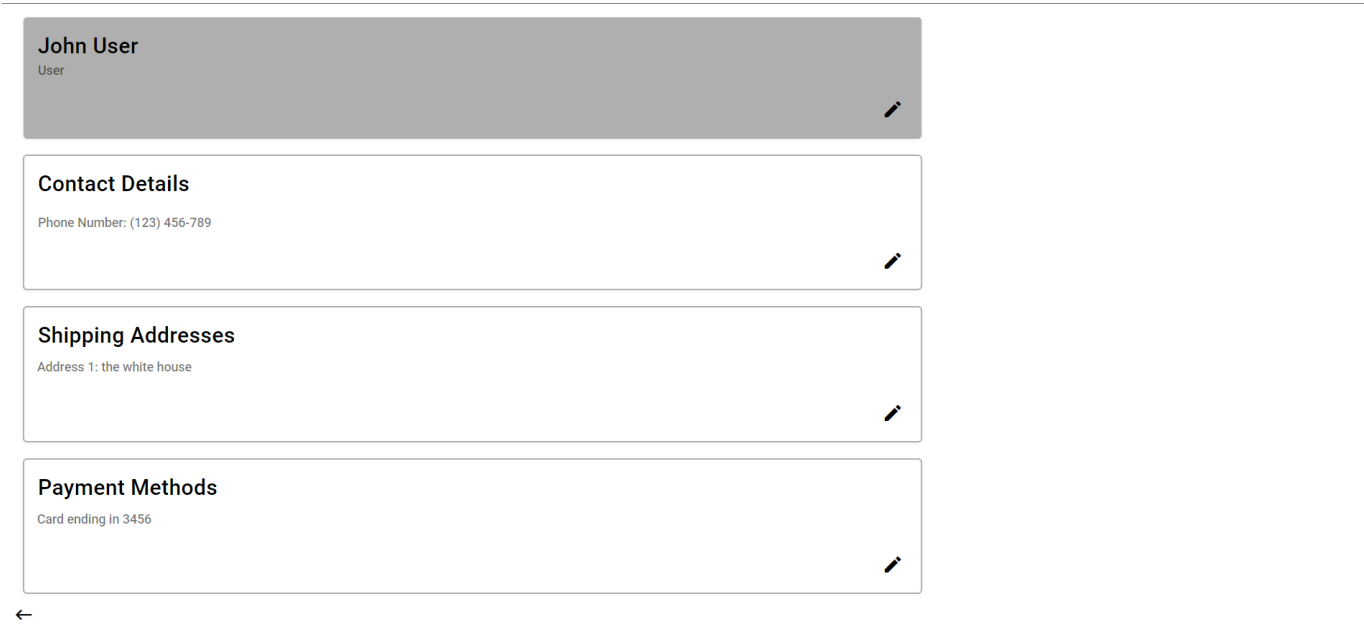 John User
User
Contact Details
Phone Number: (123) 456-789
Shipping Addresses
Address 1: the white house
Payment Methods
Card ending in 3456